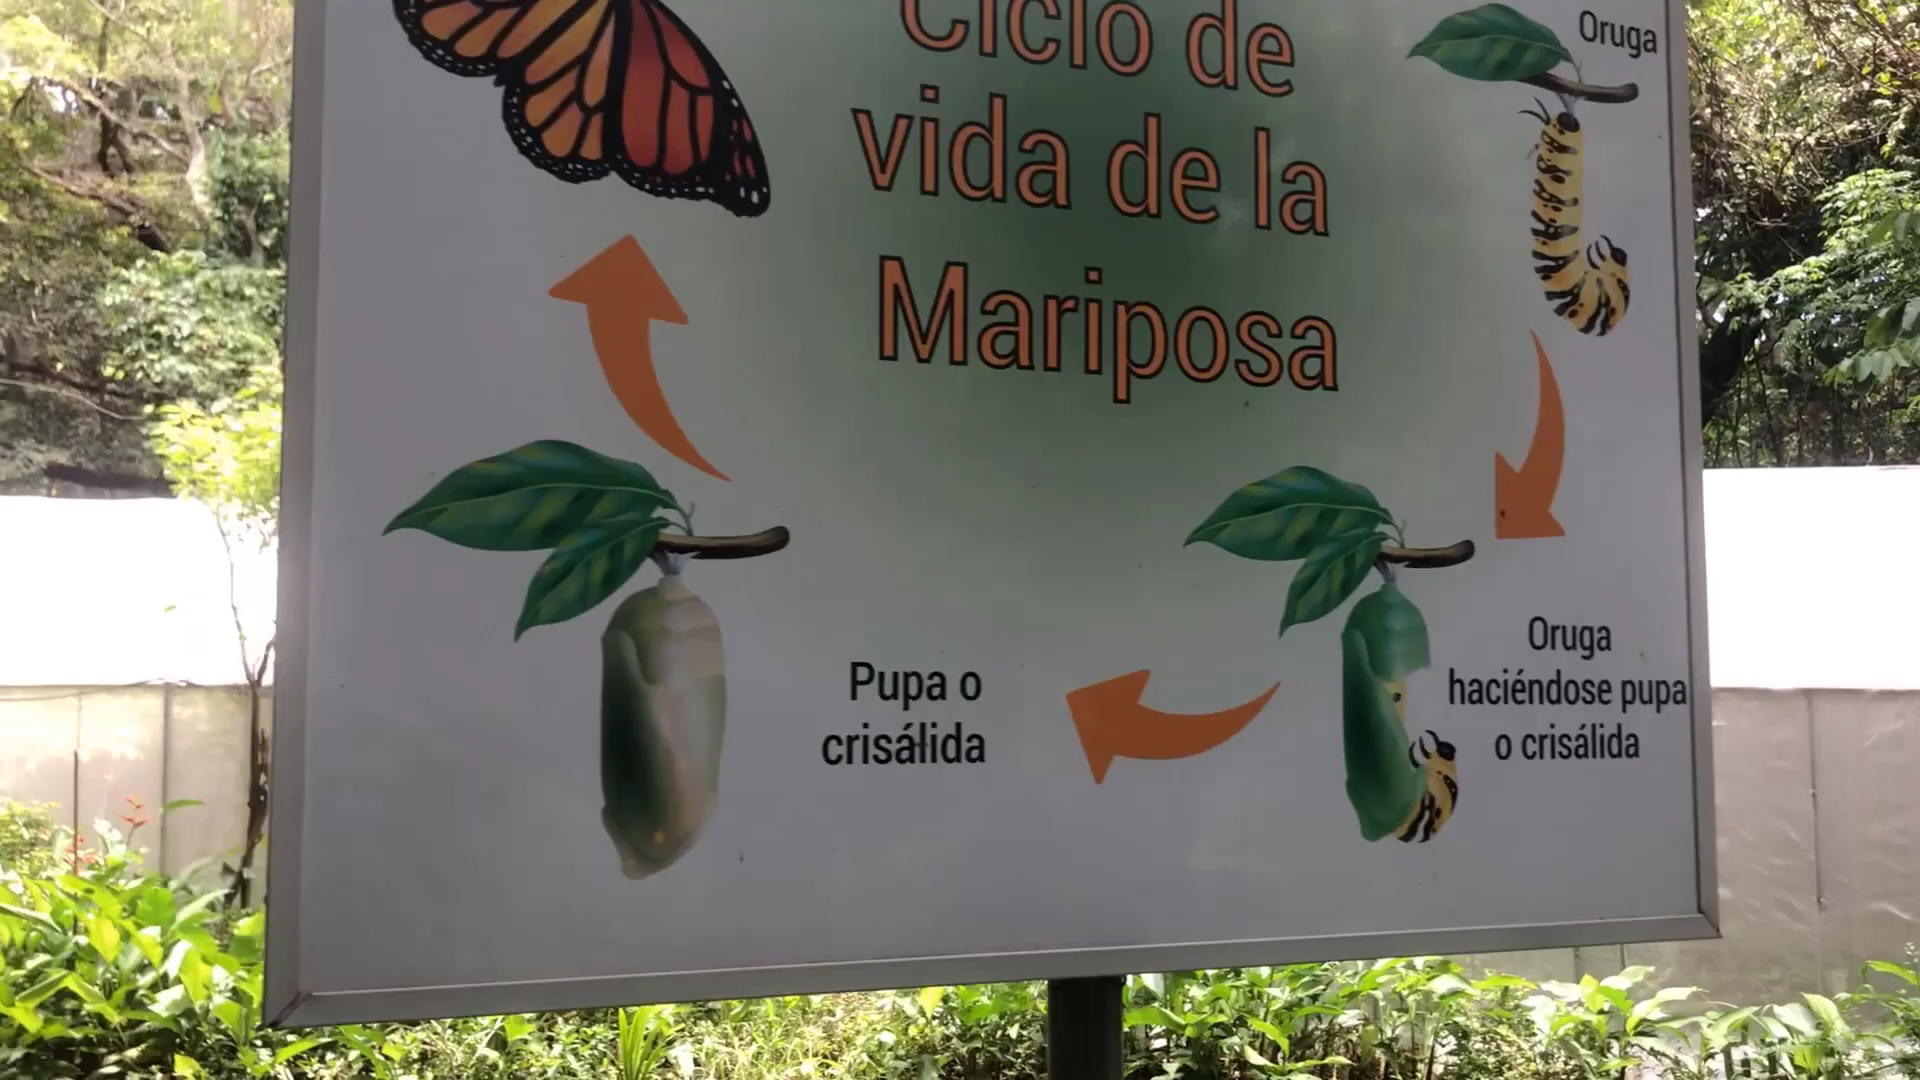 Ciclo de
vida de la
Mariposa
Oruga
Oruga
haciéndose pupa
o crisálida
Pupa o
crisálida